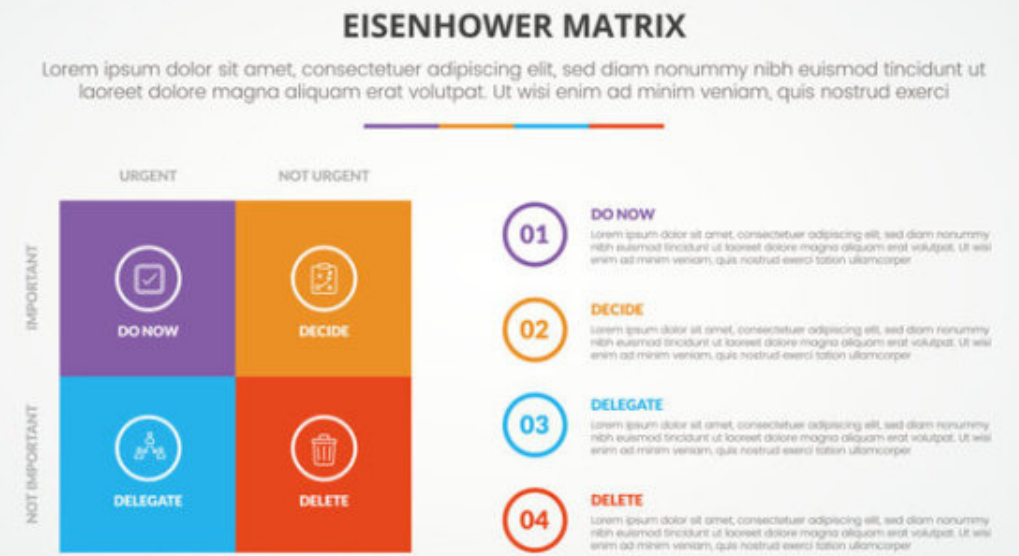 EISENHOWER MATRIX
Lorem ipsum dolor sit amet, consectetuer adipiscing elit, sed diam nonummy nibh euismod tincidunt ut
laoreet dolore magna aliquam erat volutpat. Ut wisi enim ad minim veniam, quis nostrud exerci
URGENT
NOT URGENT
IMPORTANT
NOT IMPORTANT
DO NOW
DECIDE
DELEGATE
DELETE
01
DO NOW
Lorem ipsum dolor sit amet, consectetuer adipiscing elit, sed diam nonummy
nibh euismod tincidunt ut laoreet dolore magna aliquam erat volutpat. Ut wisi
enim ad minim veniam, quis nostrud exerci tation ullamcorper
02
DECIDE
Lorem ipsum dolor sit amet, consectetuer adipiscing elit, sed diam nonummy
nibh euismod tincidunt ut laoreet dolore magna aliquam erat volutpat. Ut wisi
enim ad minim veniam, quis nostrud exerci tation ullamcorper
03
DELEGATE
Lorem ipsum dolor sit amet, consectetuer adipiscing elit, sed diam nonummy
nibh euismod tincidunt ut laoreet dolore magna aliquam erat volutpat. Ut wisi
enim ad minim veniam, quis nostrud exerci tation ullamcorper
04
DELETE
Lorem ipsum dolor sit amet, consectetuer adipiscing elit, sed diam nonummy
nibh euismod tincidunt ut laoreet dolore magna aliquam erat volutpat. Ut wisi
enim ad minim veniam, quis nostrud exerci tation ullamcorper